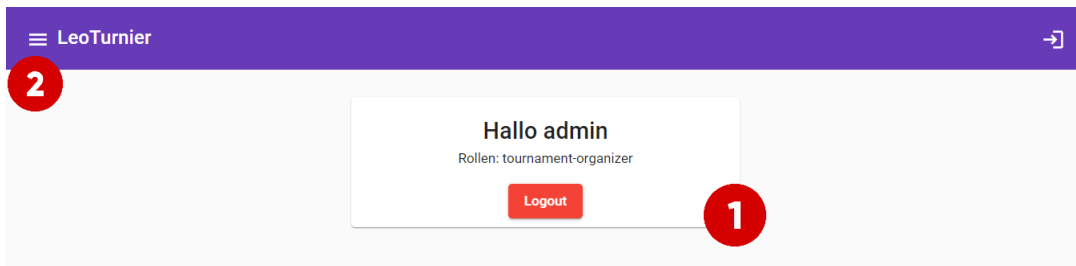 LeoTurnier
2
Hallo admin
Rollen: tournament-organizer
Logout
1